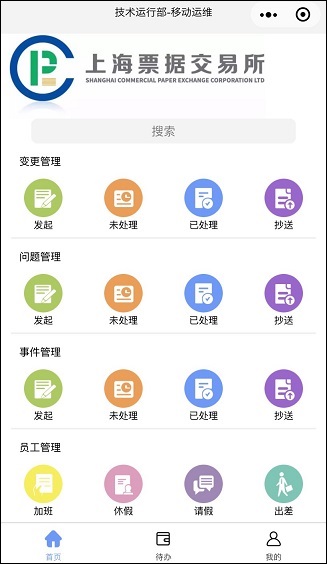 技术运行部-移动运维
上海票据交易所
SHANGHAI COMMERCIAL PAPER EXCHANGE CORPORATION LTD
搜索
变更管理
发起 未处理 已处理 抄送
问题管理
发起 未处理 已处理 抄送
事件管理
发起 未处理 已处理 抄送
员工管理
加班 休假 请假 出差
首页 待办 我的